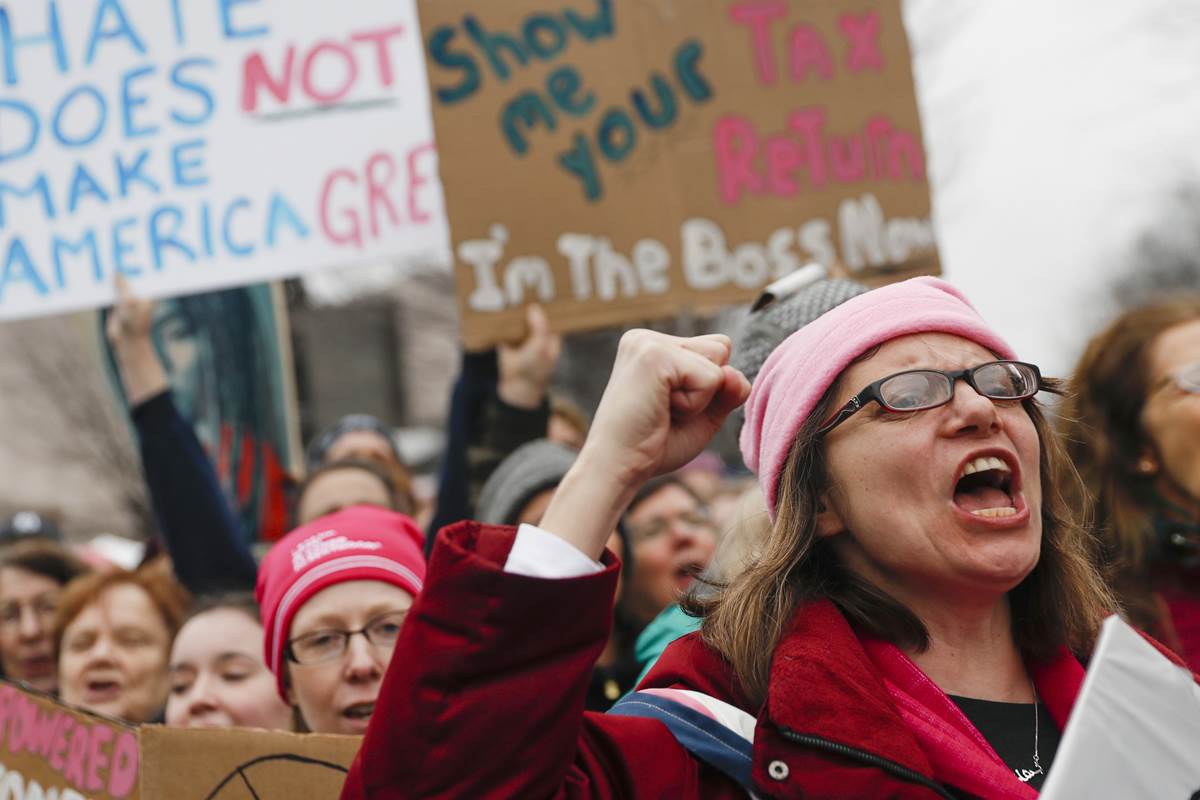 HATE
DOES NOT
MAKE
AMERICA GRE
Show
me
your
Tax
Return
I'm The Boss Now
POWERED